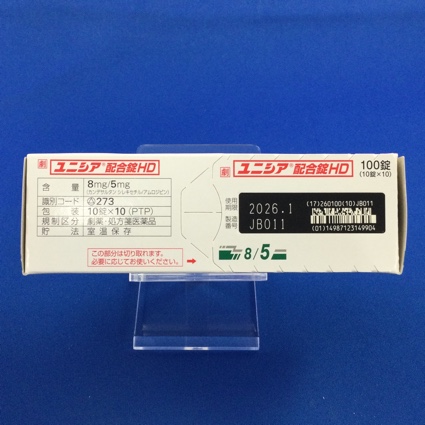 劇 ユニシア®配合錠HD
含量 8mg/5mg
(カンデサルタン シレキセチル/アムロジピン)
識別コード 273
包装 10錠×10(PTP)
規制区分 劇薬・処方箋医薬品
貯法 室温保存
この部分は切り取れます。
必要に応じてお使いください。
劇 ユニシア®配合錠HD
100錠
(10錠×10)
使用期限 2026.1
製造番号 JB011
(17)260100(10)JB011
(01)14987123149904
8/5